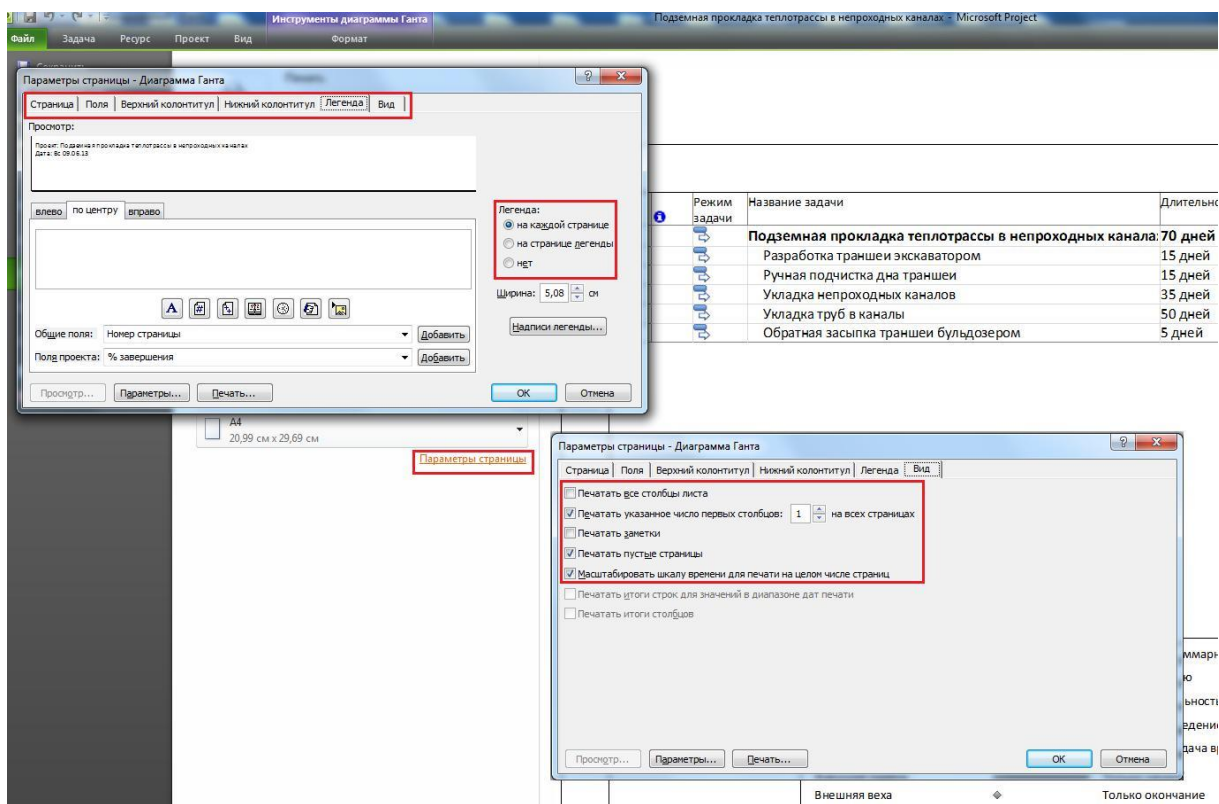 Инструменты диаграммы Ганта
Подземная прокладка теплотрассы в непроходных каналах - Microsoft Project
Файл Задача Ресурс Проект Вид Формат
Сохранить
Параметры страницы - Диаграмма Ганта
Печать
Страница Поля Верхний колонтитул Нижний колонтитул Легенда Вид
Просмотр:
Проект: Подземная прокладка теплотрассы в непроходных каналах
Дата: Вс 09.06.13
влево по центру вправо
Легенда:
на каждой странице
на странице легенды
нет
Ширина: 5,08 см
Надписи легенды...
Общие поля: Номер страницы Добавить
Поля проекта: % завершения Добавить
Просмотр... Параметры... Печать... ОК Отмена
Режим задачи Название задачи Длительно
Подземная прокладка теплотрассы в непроходных канала: 70 дней
Разработка траншеи экскаватором 15 дней
Ручная подчистка дна траншеи 15 дней
Укладка непроходных каналов 35 дней
Укладка труб в каналы 50 дней
Обратная засыпка траншеи бульдозером 5 дней
A4
20,99 см x 29,69 см
Параметры страницы
Параметры страницы - Диаграмма Ганта
Страница Поля Верхний колонтитул Нижний колонтитул Легенда Вид
Печатать все столбцы листа
Печатать указанное число первых столбцов: 1 на всех страницах
Печатать заметки
Печатать пустые страницы
Масштабировать шкалу времени для печати на целом числе страниц
Печатать итоги строк для значений в диапазоне дат печати
Печатать итоги столбцов
Просмотр... Параметры... Печать... ОК Отмена
ммарн
ю
ьность
едени
дача в
Внешняя веха Только окончание